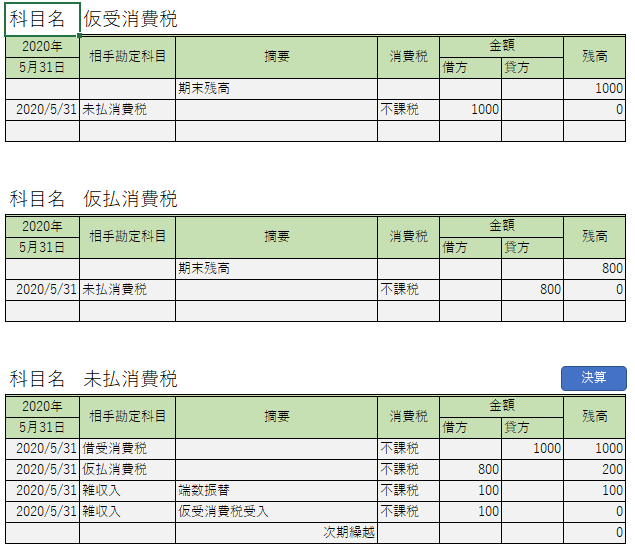 科目名 仮受消費税
2020年 相手勘定科目 摘要 消費税 金額 残高
5月31日 借方 貸方
期末残高 1000
2020/5/31 未払消費税 不課税 1000 0
科目名 仮払消費税
2020年 相手勘定科目 摘要 消費税 金額 残高
5月31日 借方 貸方
期末残高 800
2020/5/31 未払消費税 不課税 800 0
科目名 未払消費税 決算
2020年 相手勘定科目 摘要 消費税 金額 残高
5月31日 借方 貸方
2020/5/31 借受消費税 不課税 1000 1000
2020/5/31 仮払消費税 不課税 800 200
2020/5/31 雑収入 端数振替 不課税 100 100
2020/5/31 雑収入 仮受消費税受入 不課税 100 0
次期繰越 0